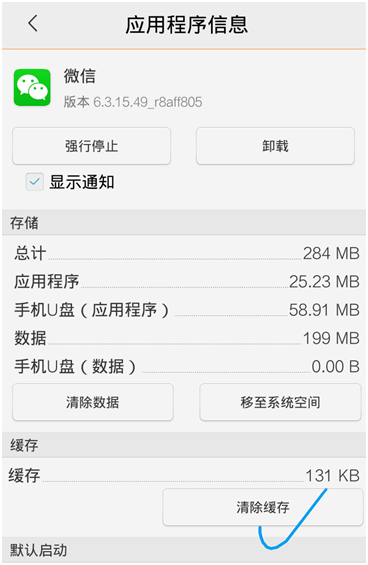 应用程序信息
微信
版本 6.3.15.49_r8aff805
强行停止 卸载
显示通知
存储
总计 284 MB
应用程序 25.23 MB
手机U盘（应用程序） 58.91 MB
数据 199 MB
手机U盘（数据） 0.00 B
清除数据 移至系统空间
缓存
缓存 131 KB
清除缓存
默认启动